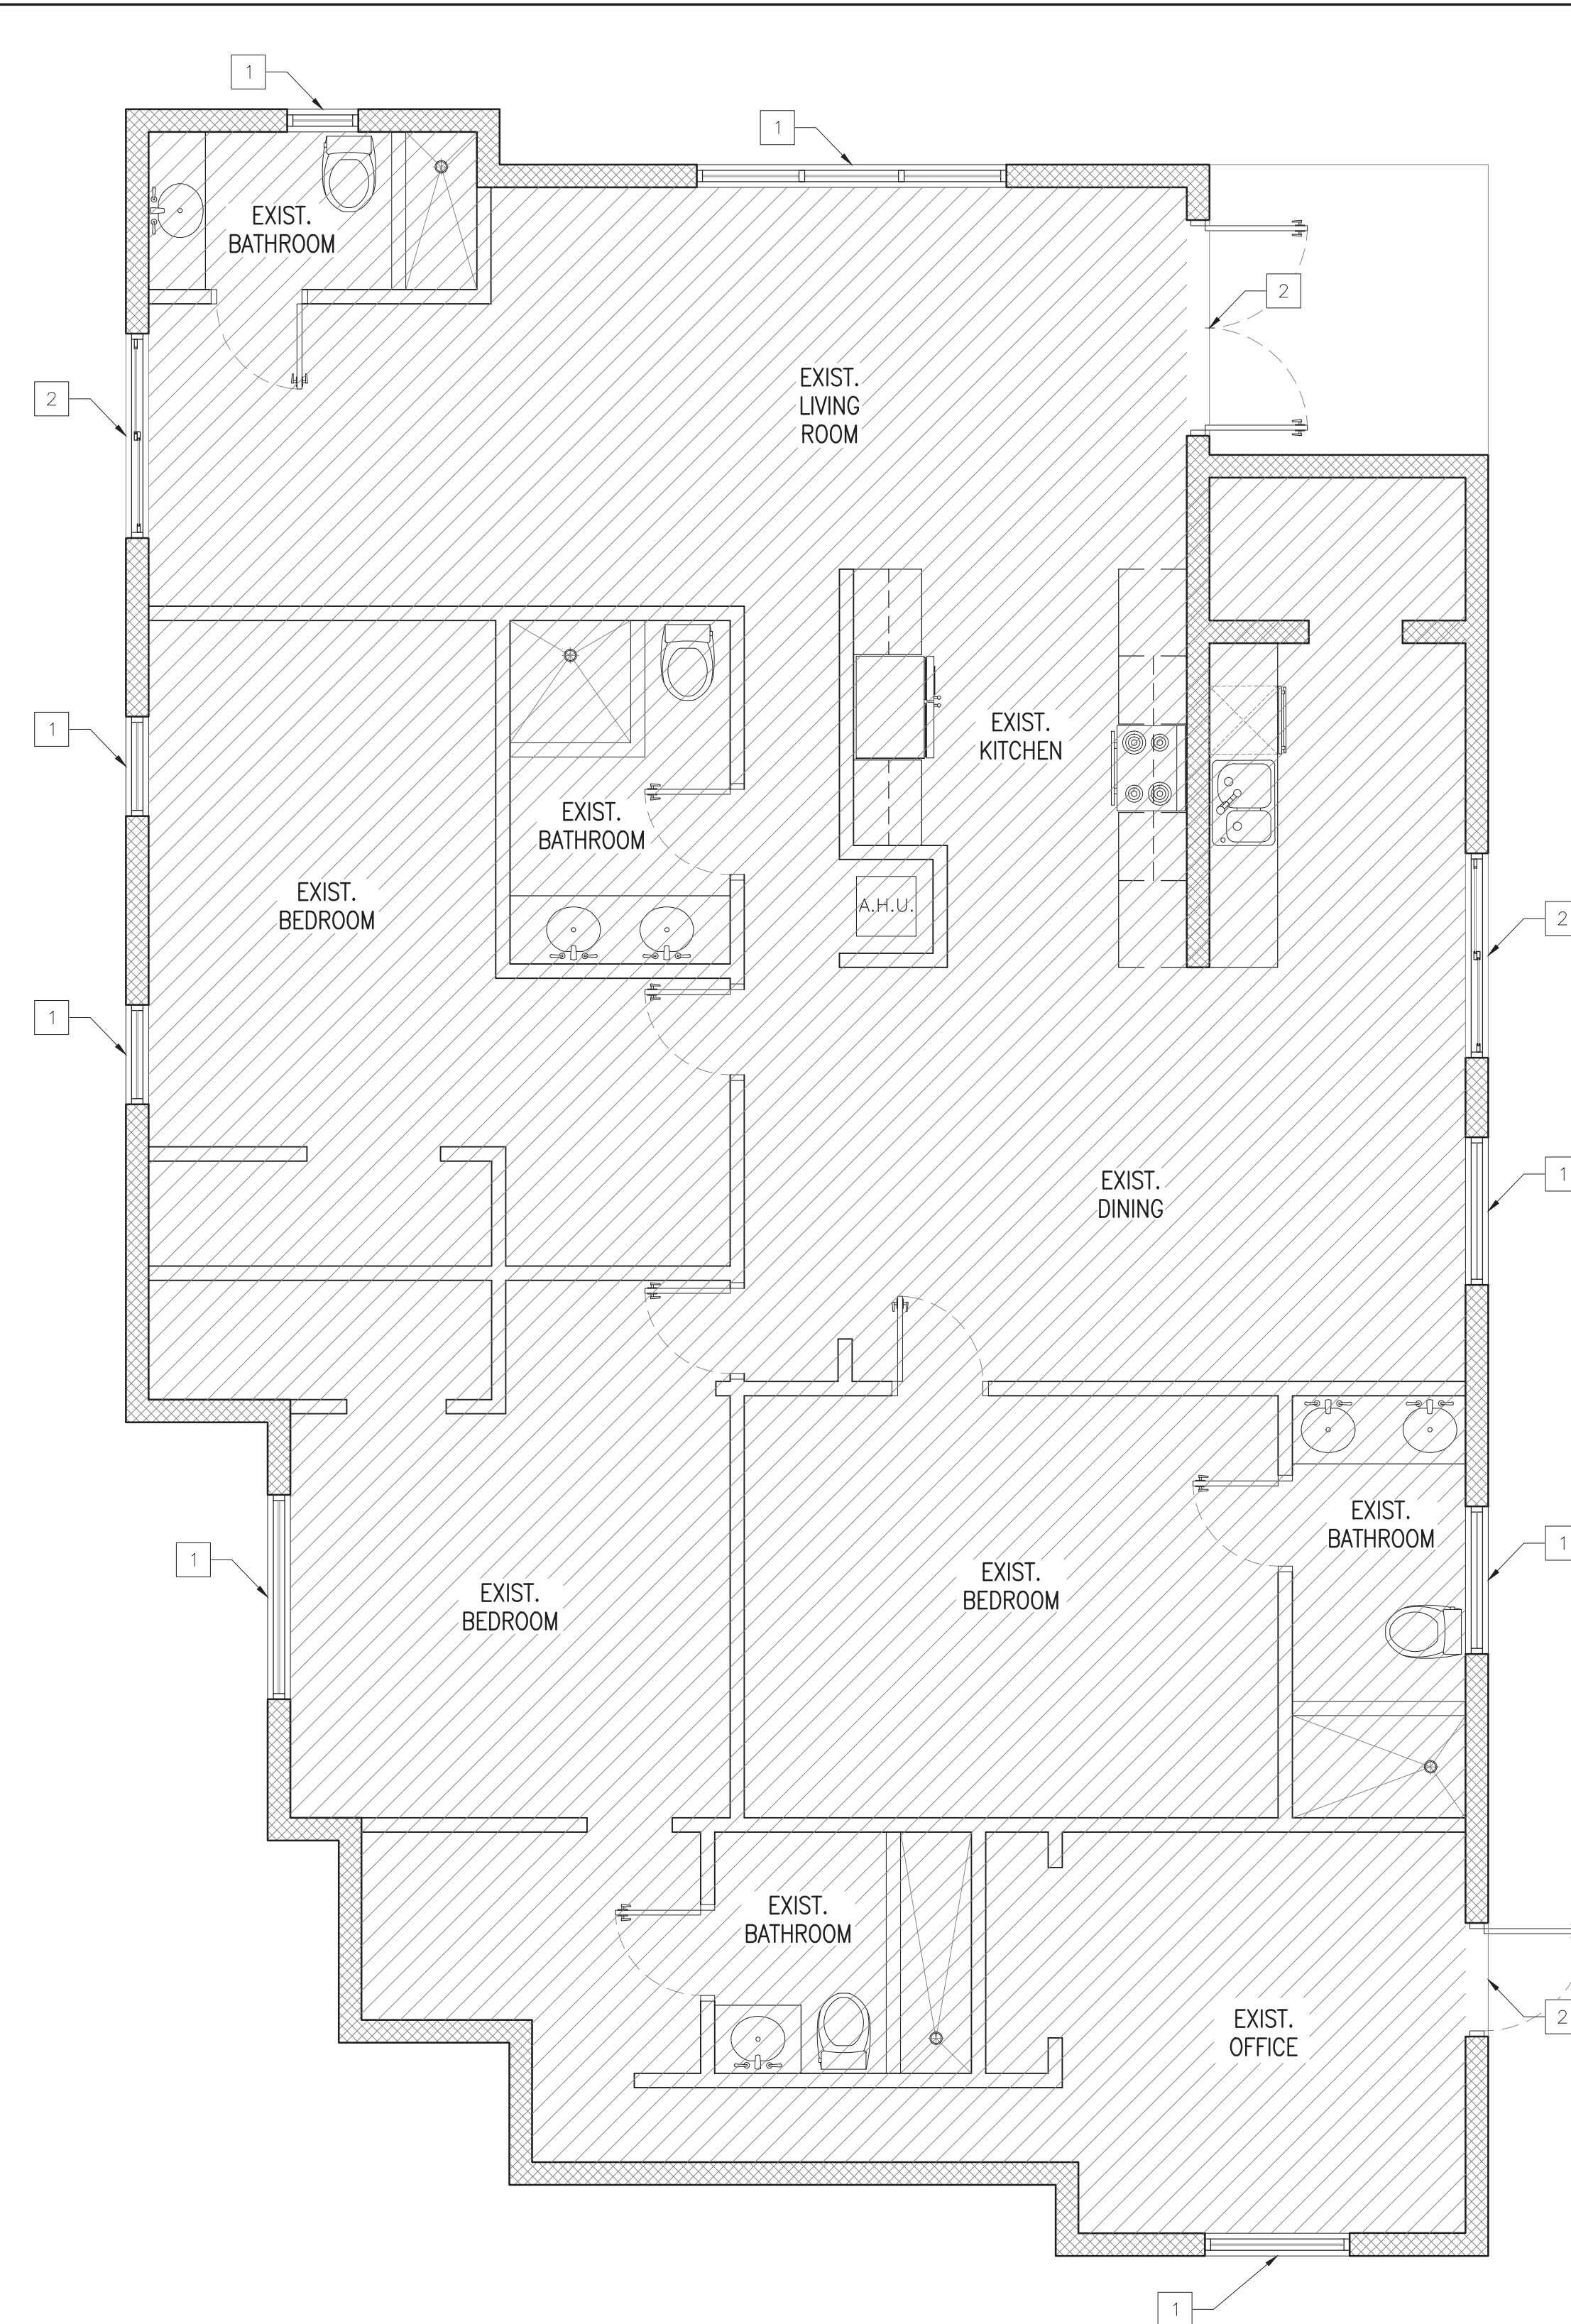 1
1
EXIST.
BATHROOM
2
EXIST.
LIVING
ROOM
2
1
EXIST.
KITCHEN
EXIST.
BATHROOM
EXIST.
BEDROOM
A.H.U.
2
1
EXIST.
DINING
1
EXIST.
BATHROOM
1
1
EXIST.
BEDROOM
EXIST.
BEDROOM
EXIST.
BATHROOM
EXIST.
OFFICE
2
1